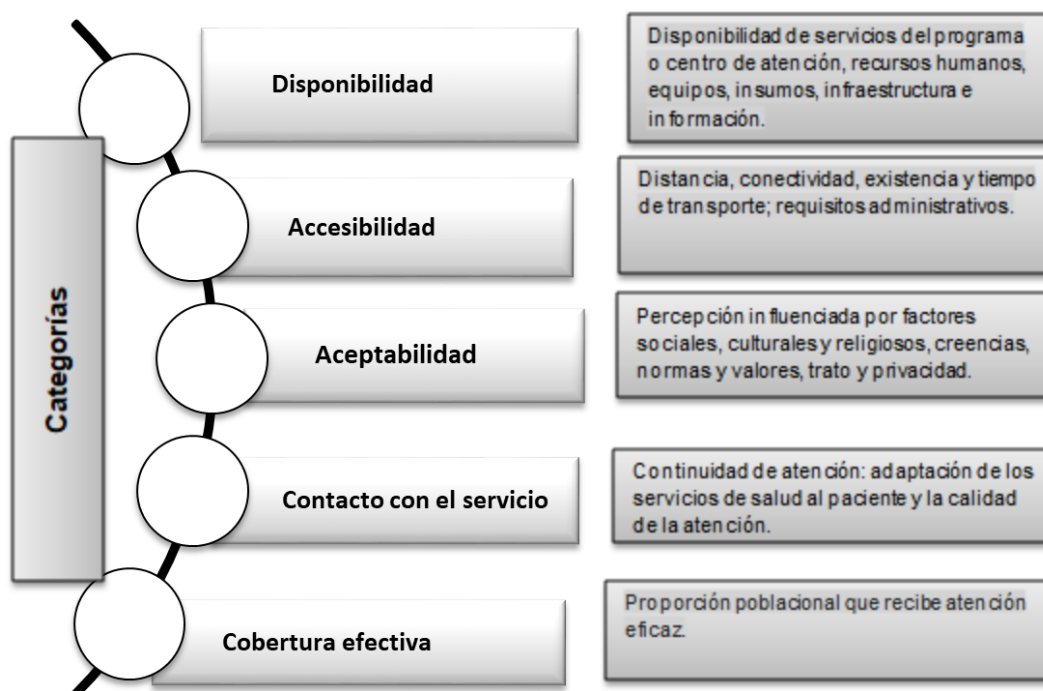 Categorías
Disponibilidad
Disponibilidad de servicios del programa
o centro de atención, recursos humanos,
equipos, insumos, infraestructura e
información.
Accesibilidad
Distancia, conectividad, existencia y tiempo
de transporte; requisitos administrativos.
Aceptabilidad
Percepción influenciada por factores
sociales, culturales y religiosos, creencias,
normas y valores, trato y privacidad.
Contacto con el servicio
Continuidad de atención: adaptación de los
servicios de salud al paciente y la calidad
de la atención.
Cobertura efectiva
Proporción poblacional que recibe atención
eficaz.